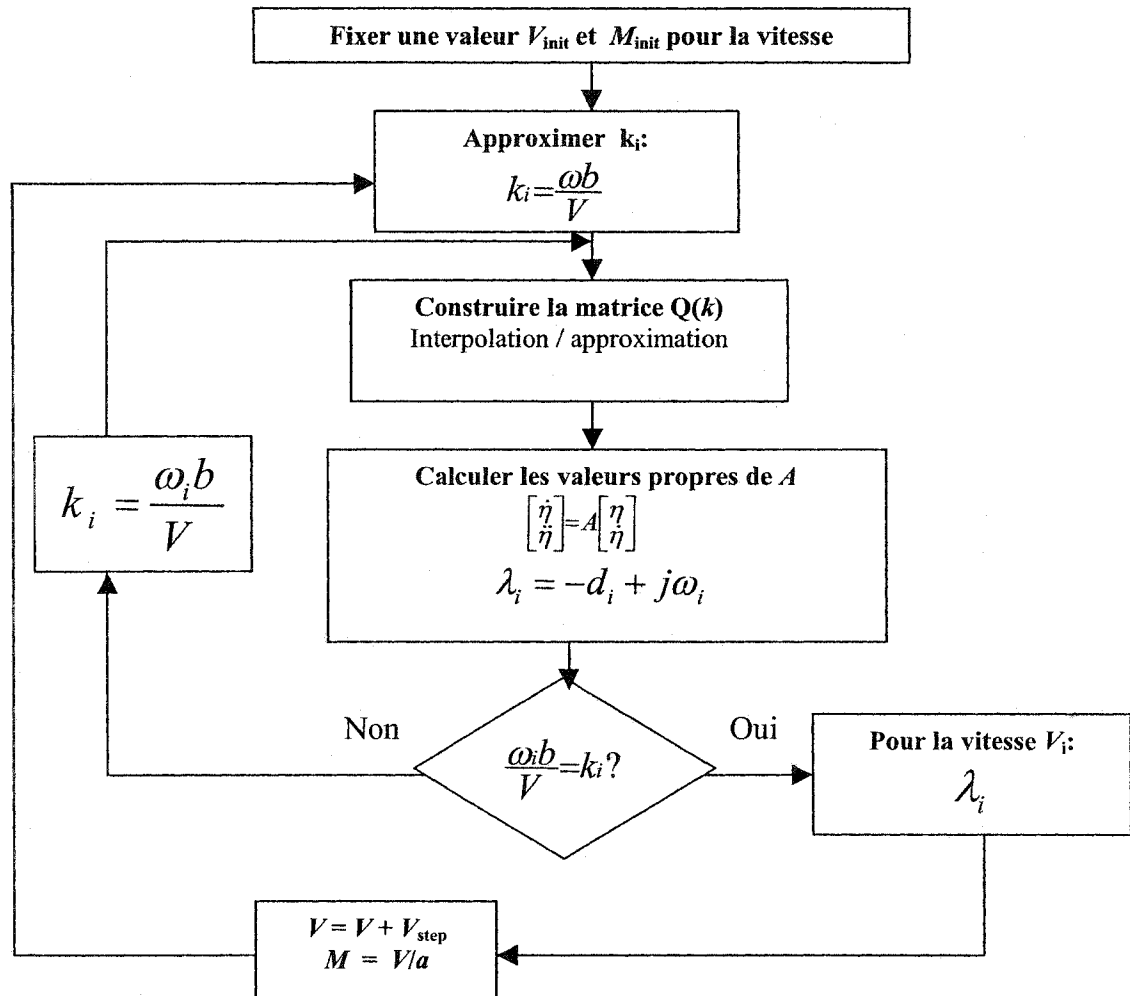 Fixer une valeur V_init et M_init pour la vitesse
Approximer k_i:
k_i = ωb/V
Construire la matrice Q(k)
Interpolation / approximation
k_i = ω_i b/V
Calculer les valeurs propres de A
[η̇ η̈] = A [η η̇]
λ_i = -d_i + jω_i
Non
ω_i b/V = k_i?
Oui
Pour la vitesse V_i:
λ_i
V = V + V_step
M = V/a